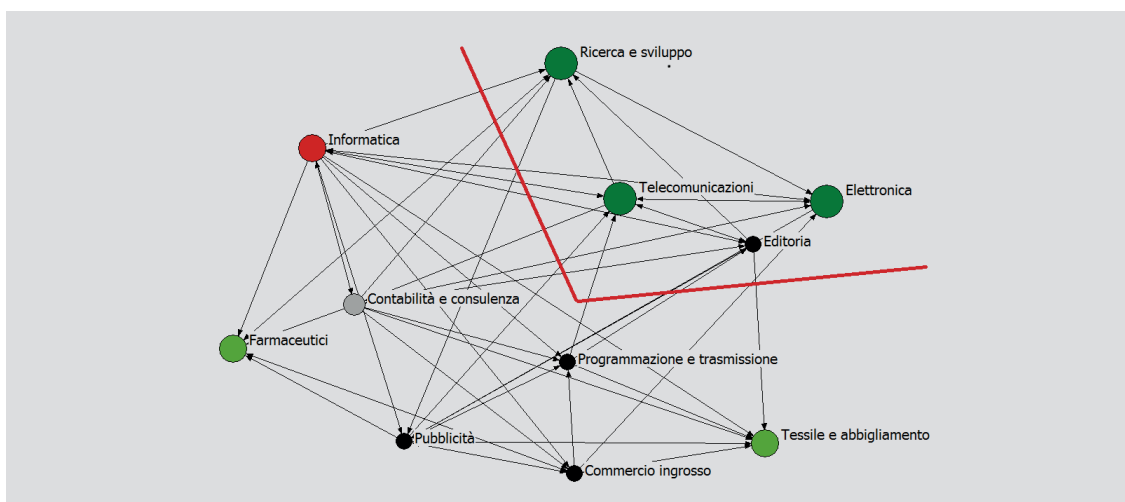 Ricerca e sviluppo
Informatica
Telecomunicazioni
Elettronica
Editoria
Contabilità e consulenza
Farmaceutici
Programmazione e trasmissione
Pubblicità
Tessile e abbigliamento
Commercio ingrosso